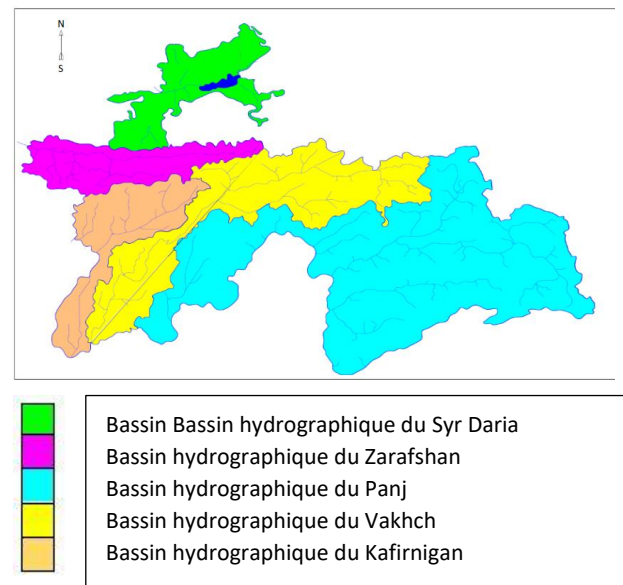 N
S
Bassin Bassin hydrographique du Syr Daria
Bassin hydrographique du Zarafshan
Bassin hydrographique du Panj
Bassin hydrographique du Vakhch
Bassin hydrographique du Kafirnigan